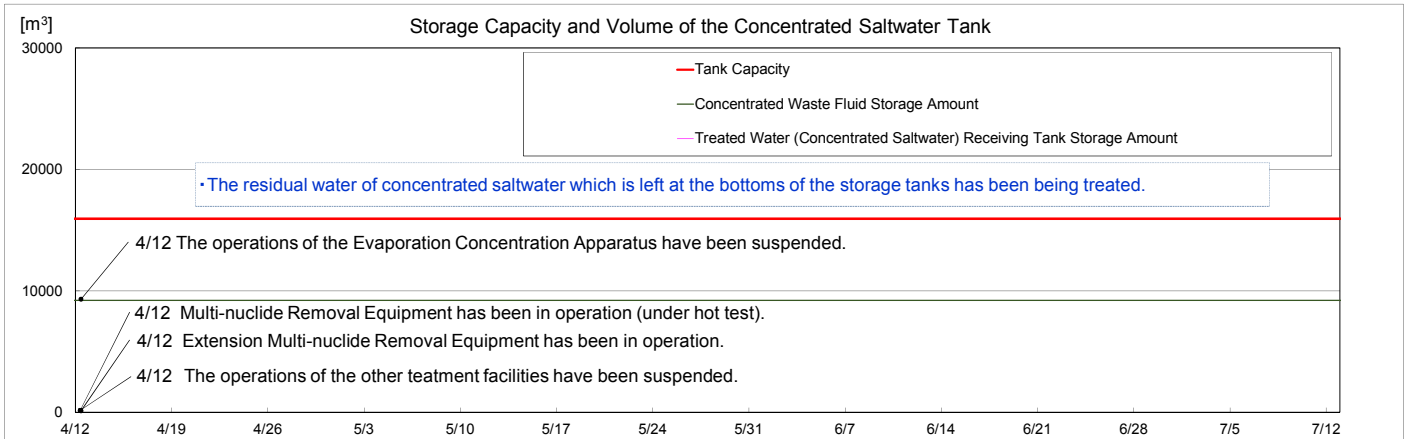 [m³]
Storage Capacity and Volume of the Concentrated Saltwater Tank
30000
Tank Capacity
Concentrated Waste Fluid Storage Amount
Treated Water (Concentrated Saltwater) Receiving Tank Storage Amount
20000
・The residual water of concentrated saltwater which is left at the bottoms of the storage tanks has been being treated.
4/12 The operations of the Evaporation Concentration Apparatus have been suspended.
10000
4/12 Multi-nuclide Removal Equipment has been in operation (under hot test).
4/12 Extension Multi-nuclide Removal Equipment has been in operation.
4/12 The operations of the other teatment facilities have been suspended.
0
4/12 4/19 4/26 5/3 5/10 5/17 5/24 5/31 6/7 6/14 6/21 6/28 7/5 7/12